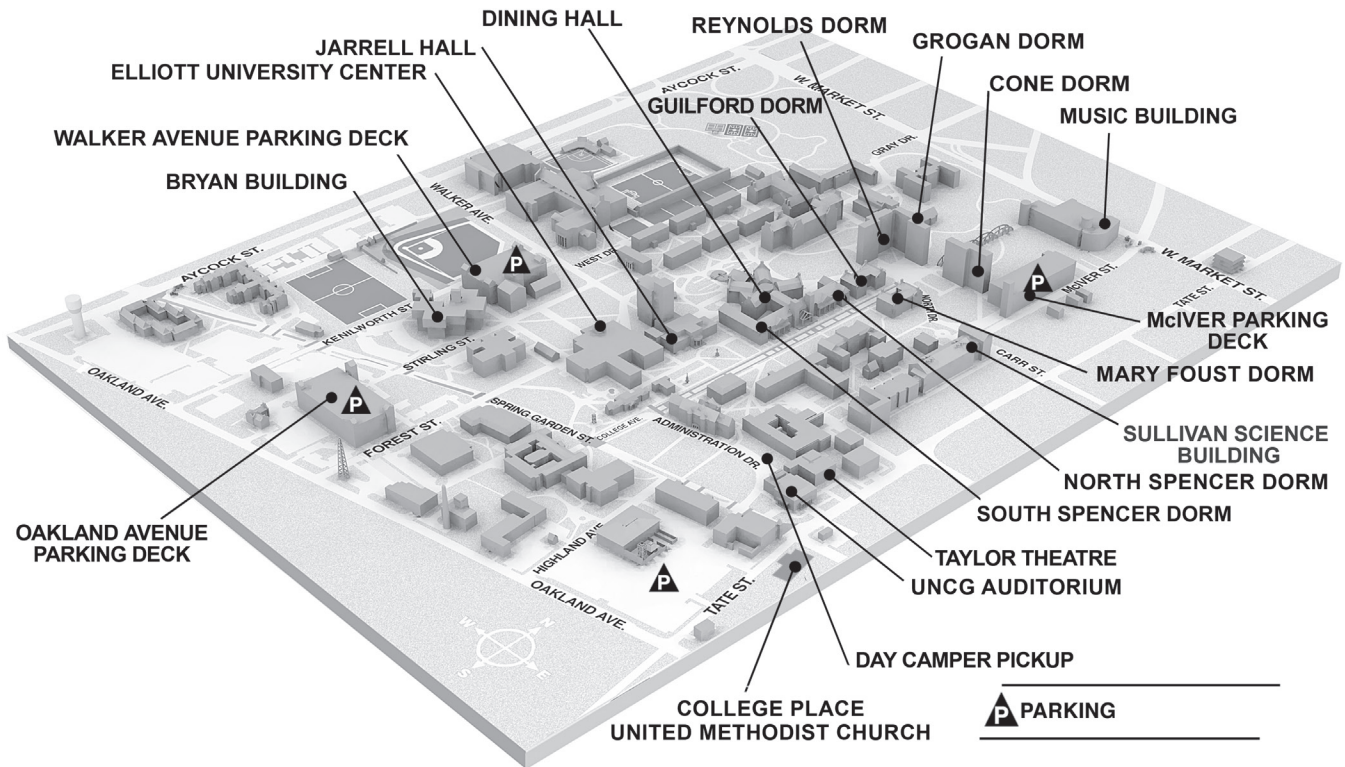 DINING HALL
REYNOLDS DORM
JARRELL HALL
GROGAN DORM
ELLIOTT UNIVERSITY CENTER
AYCOCK ST.
W. MARKET ST.
CONE DORM
GUILFORD DORM
MUSIC BUILDING
WALKER AVENUE PARKING DECK
GRAY DR.
BRYAN BUILDING
WALKER AVE.
AYCOCK ST.
WEST DR.
P
P
W. MARKET ST.
McIVER ST.
TATE ST.
NORTH DR.
KENILWORTH ST.
McIVER PARKING
DECK
STIRLING ST.
CARR ST.
OAKLAND AVE.
MARY FOUST DORM
P
SPRING GARDEN ST.
COLLEGE AVE.
ADMINISTRATION DR.
FOREST ST.
SULLIVAN SCIENCE
BUILDING
NORTH SPENCER DORM
SOUTH SPENCER DORM
OAKLAND AVENUE
PARKING DECK
HIGHLAND AVE
TAYLOR THEATRE
UNCG AUDITORIUM
P
OAKLAND AVE.
TATE ST.
W
N
S
E
DAY CAMPER PICKUP
COLLEGE PLACE
UNITED METHODIST CHURCH
P PARKING